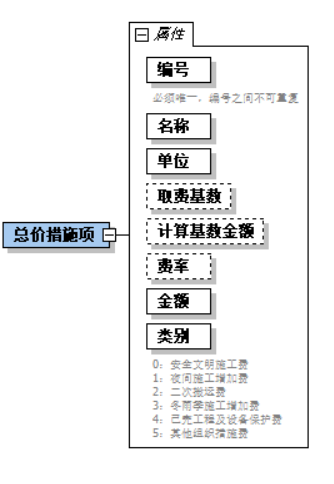 属性
编号
必须唯一，编号之间不可重复
名称
单位
取费基数
总价措施项
计算基数金额
费率
金额
类别
0：安全文明施工费
1：夜间施工增加费
2：二次搬运费
3：冬雨季施工增加费
4：已完工程及设备保护费
5：其他组织措施费